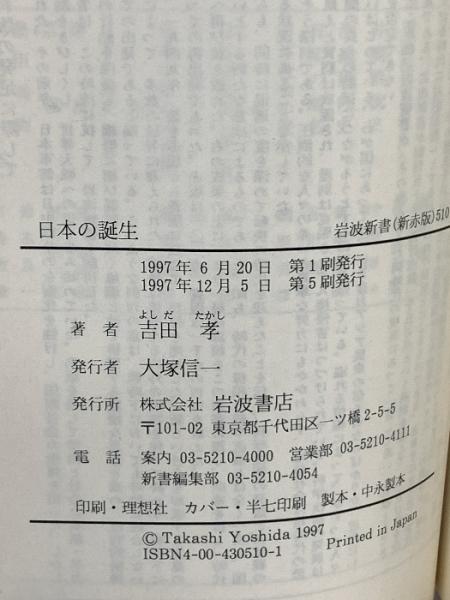 日本の誕生 岩波新書(新赤版)510
1997年6月20日 第1刷発行
1997年12月5日 第5刷発行
よしだ たかし
著者 吉田 孝
発行者 大塚信一
発行所 株式会社 岩波書店
〒101-02 東京都千代田区一ツ橋2-5-5
電話 案内 03-5210-4000 営業部 03-5210-4111
新書編集部 03-5210-4054
印刷・理想社 カバー・半七印刷 製本・中永製本
© Takashi Yoshida 1997
ISBN4-00-430510-1 Printed in Japan